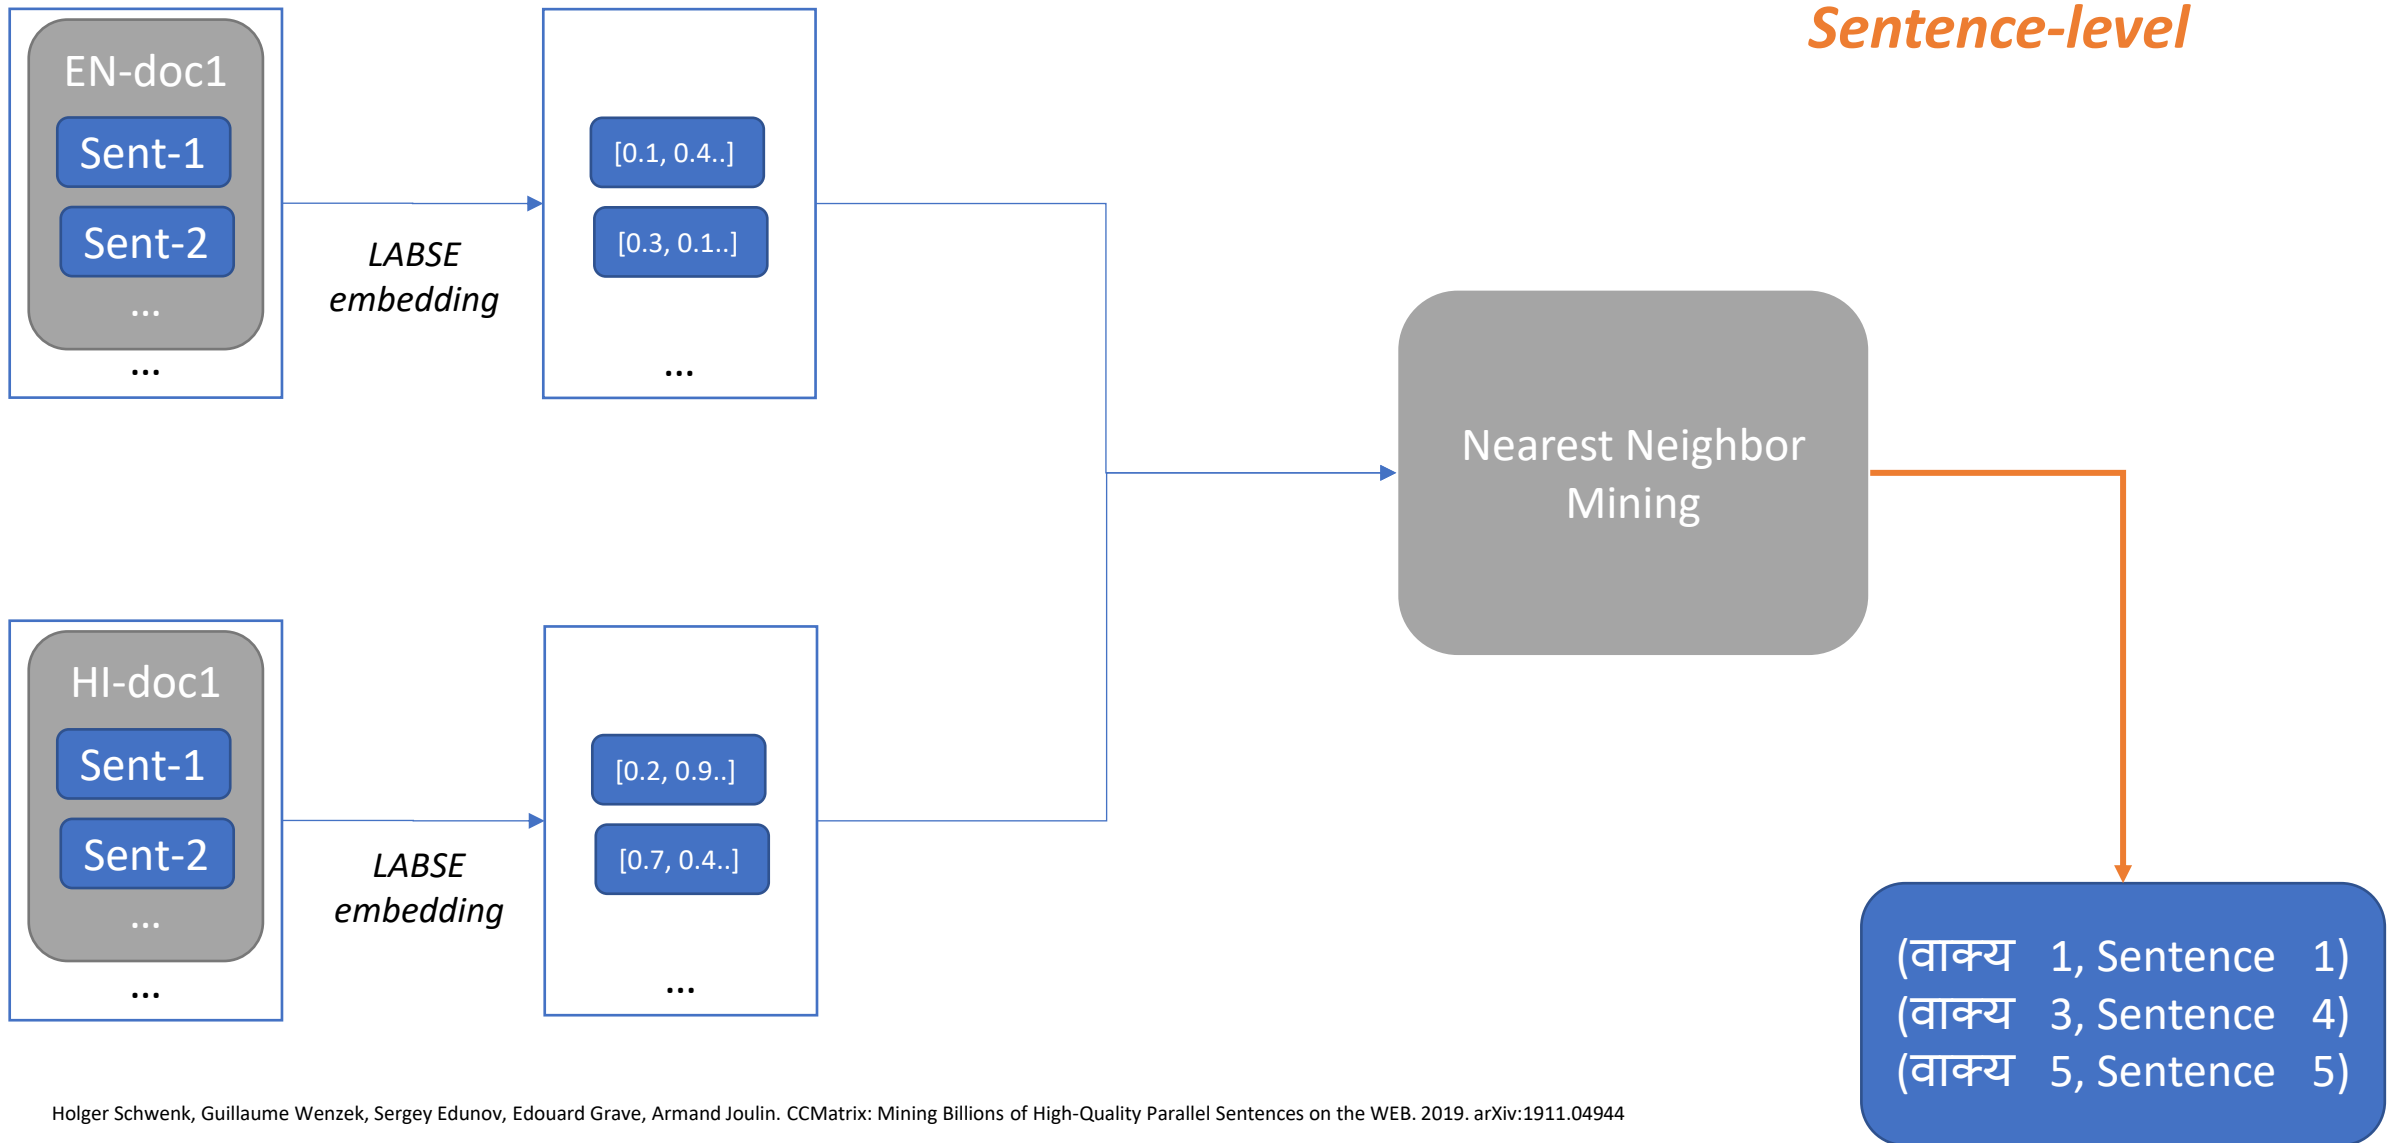 Sentence-level
EN-doc1
Sent-1
Sent-2
...
...
LABSE
embedding
[0.1, 0.4..]
[0.3, 0.1..]
...
HI-doc1
Sent-1
Sent-2
...
...
LABSE
embedding
[0.2, 0.9..]
[0.7, 0.4..]
...
Nearest Neighbor
Mining
(वाक्य 1, Sentence 1)
(वाक्य 3, Sentence 4)
(वाक्य 5, Sentence 5)
Holger Schwenk, Guillaume Wenzek, Sergey Edunov, Edouard Grave, Armand Joulin. CCMatrix: Mining Billions of High-Quality Parallel Sentences on the WEB. 2019. arXiv:1911.04944